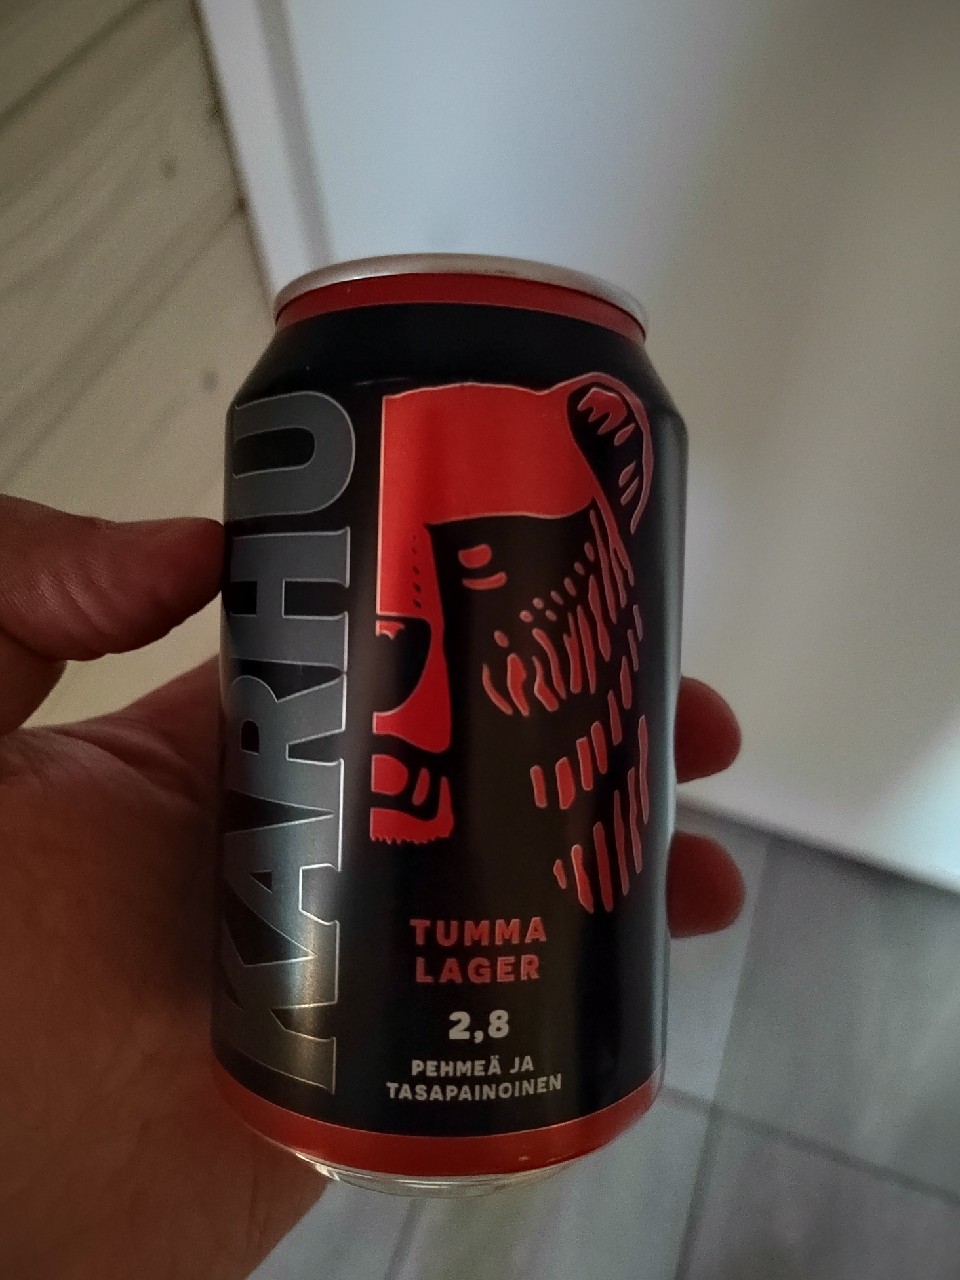 KARHU
TUMMA
LAGER
2,8
PEHMEÄ JA
TASAPAINOINEN